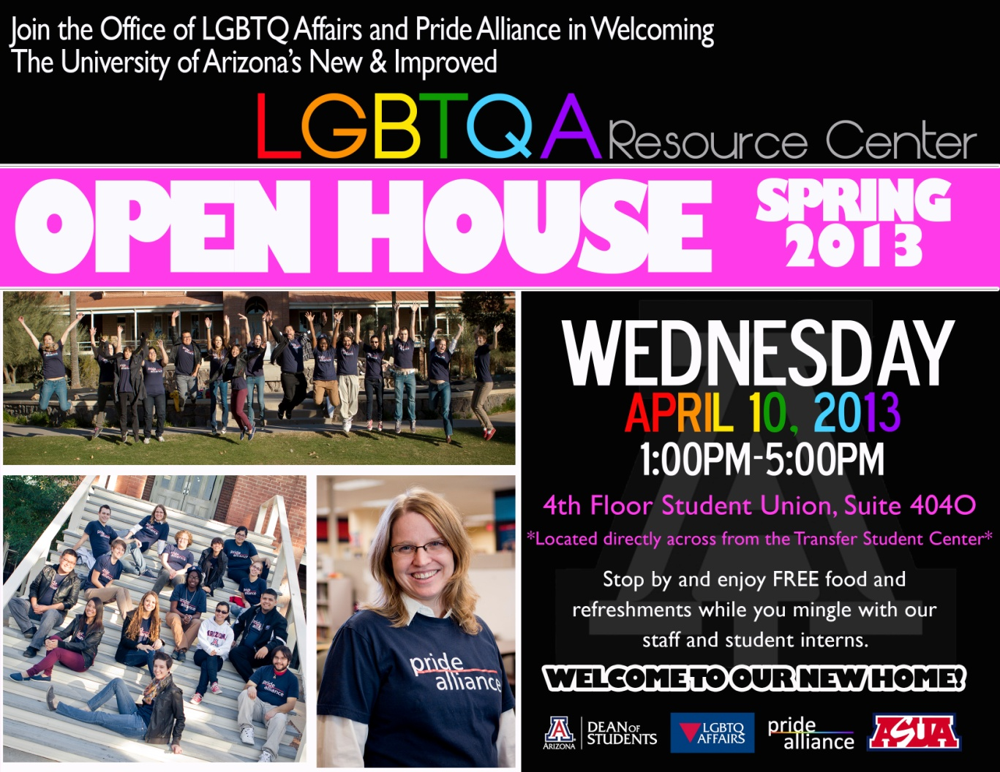 Join the Office of LGBTQ Affairs and Pride Alliance in Welcoming
The University of Arizona's New & Improved
LGBTQA Resource Center
OPEN HOUSE
SPRING
2013
WEDNESDAY
APRIL 10, 2013
1:00PM-5:00PM
4th Floor Student Union, Suite 404O
*Located directly across from the Transfer Student Center*
Stop by and enjoy FREE food and
refreshments while you mingle with our
staff and student interns.
WELCOME TO OUR NEW HOME!
pride
alliance
ARIZONA
A
pride
alliance
A
ARIZONA
DEAN OF
STUDENTS
LGBTQ
AFFAIRS
pride
alliance
ASUA